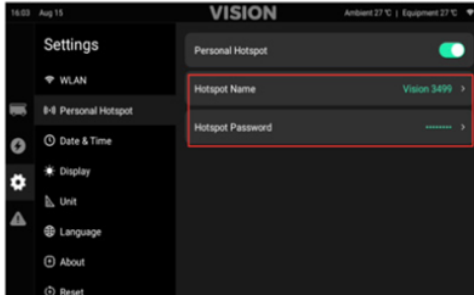 16:03 Aug 15 VISION Ambient 27 ℃ | Equipment 27 ℃
Settings
WLAN
Personal Hotspot
Date & Time
Display
Unit
Language
About
Reset
Personal Hotspot
Hotspot Name Vision 3499 >
Hotspot Password ········ >